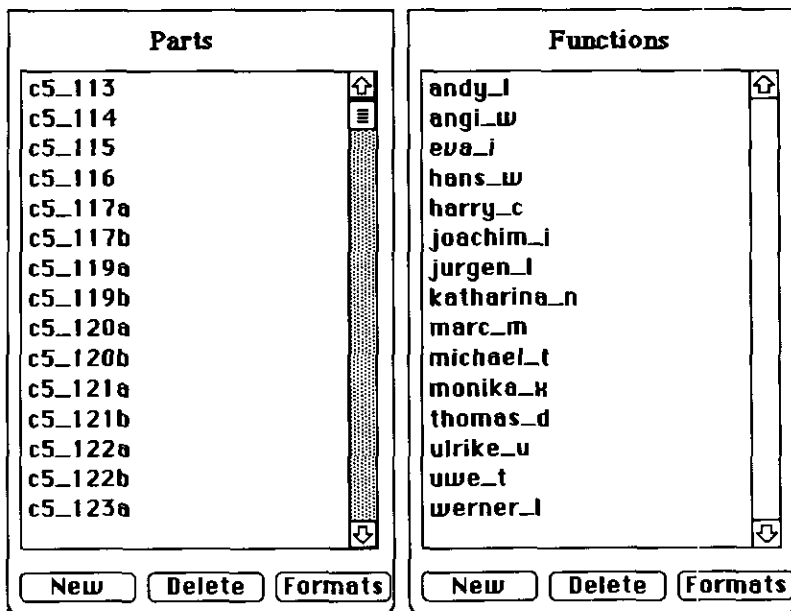 Parts
c5_113
c5_114
c5_115
c5_116
c5_117a
c5_117b
c5_119a
c5_119b
c5_120a
c5_120b
c5_121a
c5_121b
c5_122a
c5_122b
c5_123a
New Delete Formats
Functions
andy_l
angi_w
eva_i
hans_w
harry_c
joachim_i
jurgen_l
katharina_n
marc_m
michael_t
monika_x
thomas_d
ulrike_u
uwe_t
werner_l
New Delete Formats